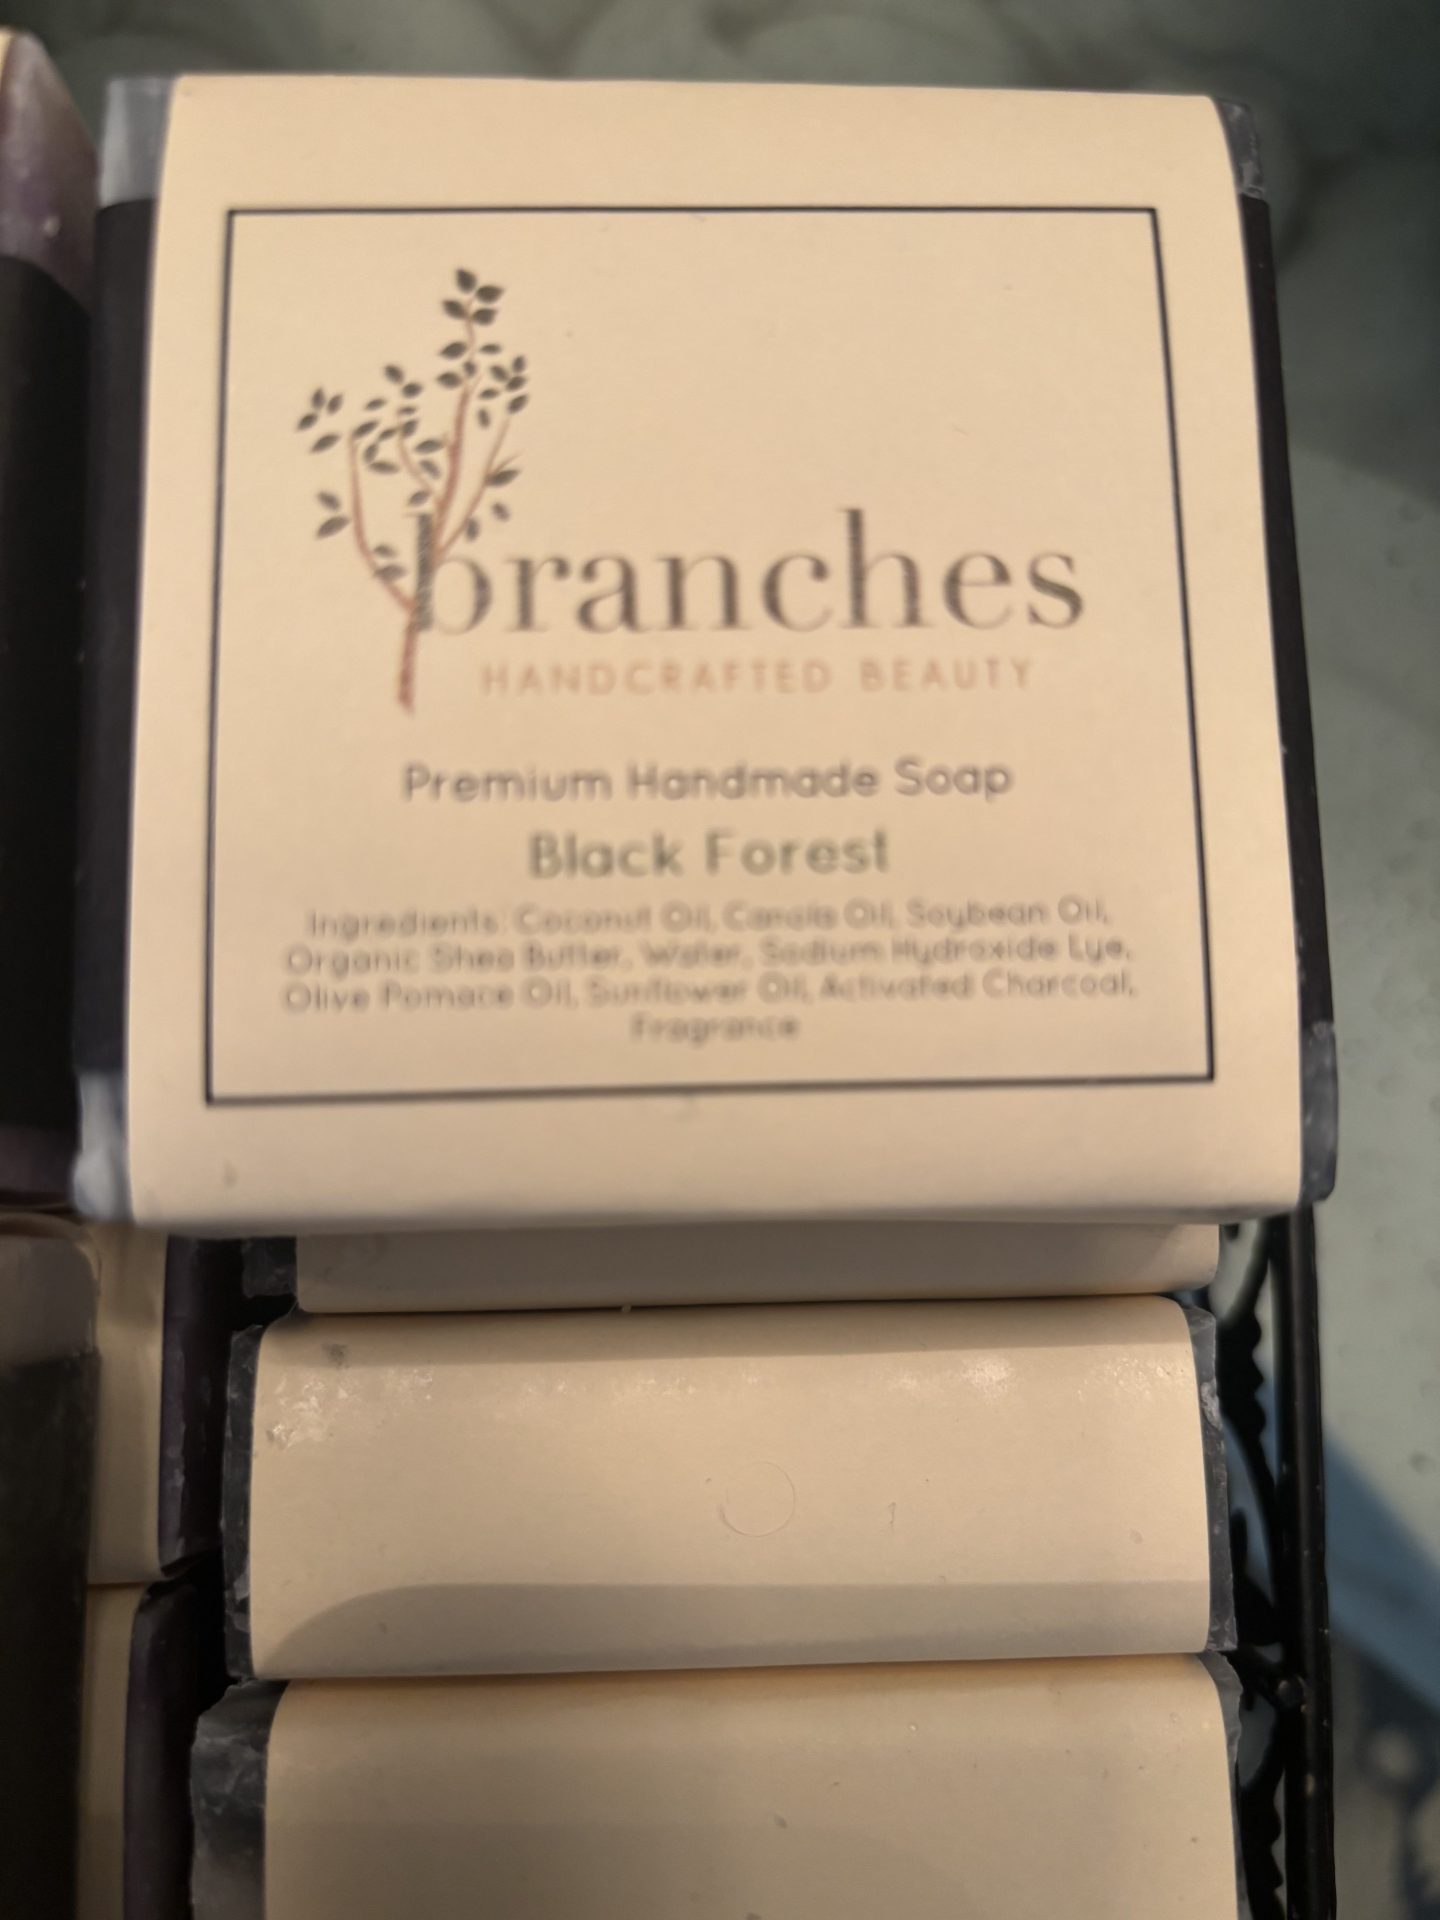 branches
HANDCRAFTED BEAUTY
Premium Handmade Soap
Black Forest
Ingredients: Coconut Oil, Canola Oil, Soybean Oil,
Organic Shea Butter, Water, Sodium Hydroxide Lye,
Olive Pomace Oil, Sunflower Oil, Activated Charcoal,
Fragrance